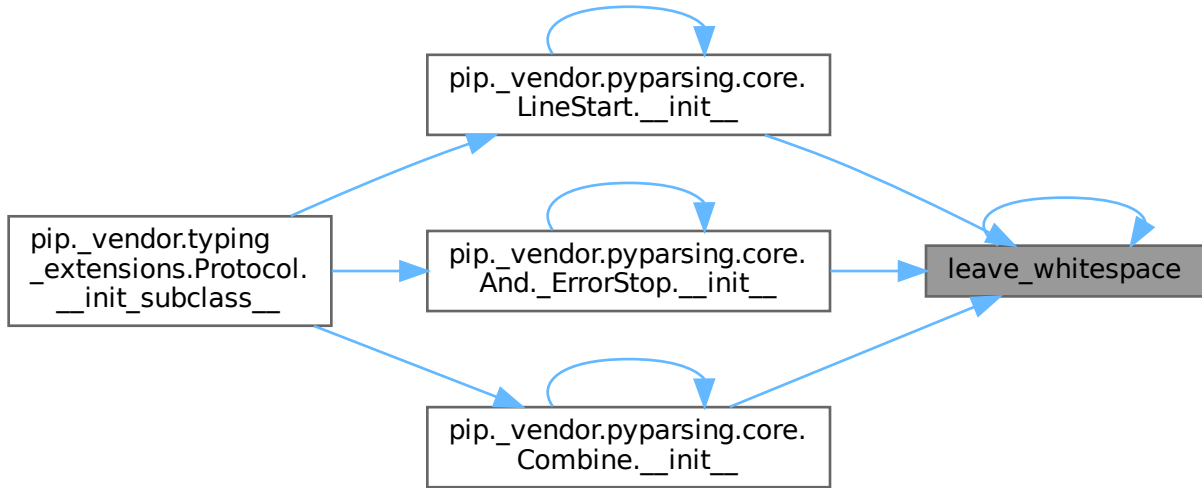 pip._vendor.pyparsing.core.
LineStart.__init__
pip._vendor.typing
_extensions.Protocol.
__init_subclass__
pip._vendor.pyparsing.core.
And._ErrorStop.__init__
leave_whitespace
pip._vendor.pyparsing.core.
Combine.__init__